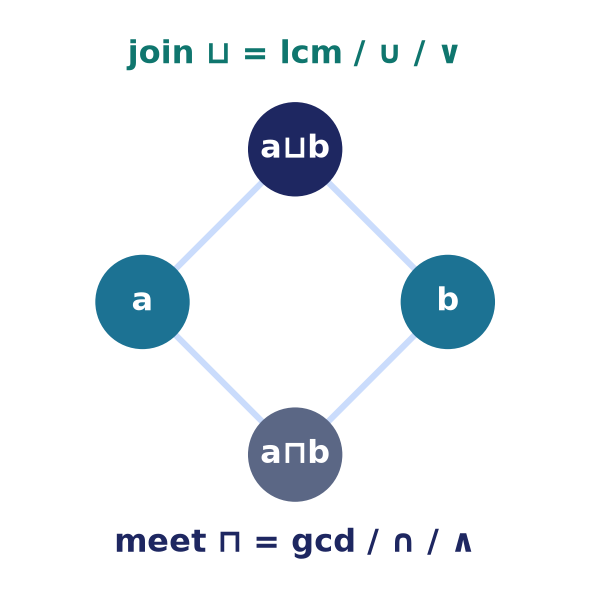 join ⊔ = lcm / ∪ / ∨
a⊔b
a
b
a⊓b
meet ⊓ = gcd / ∩ / ∧